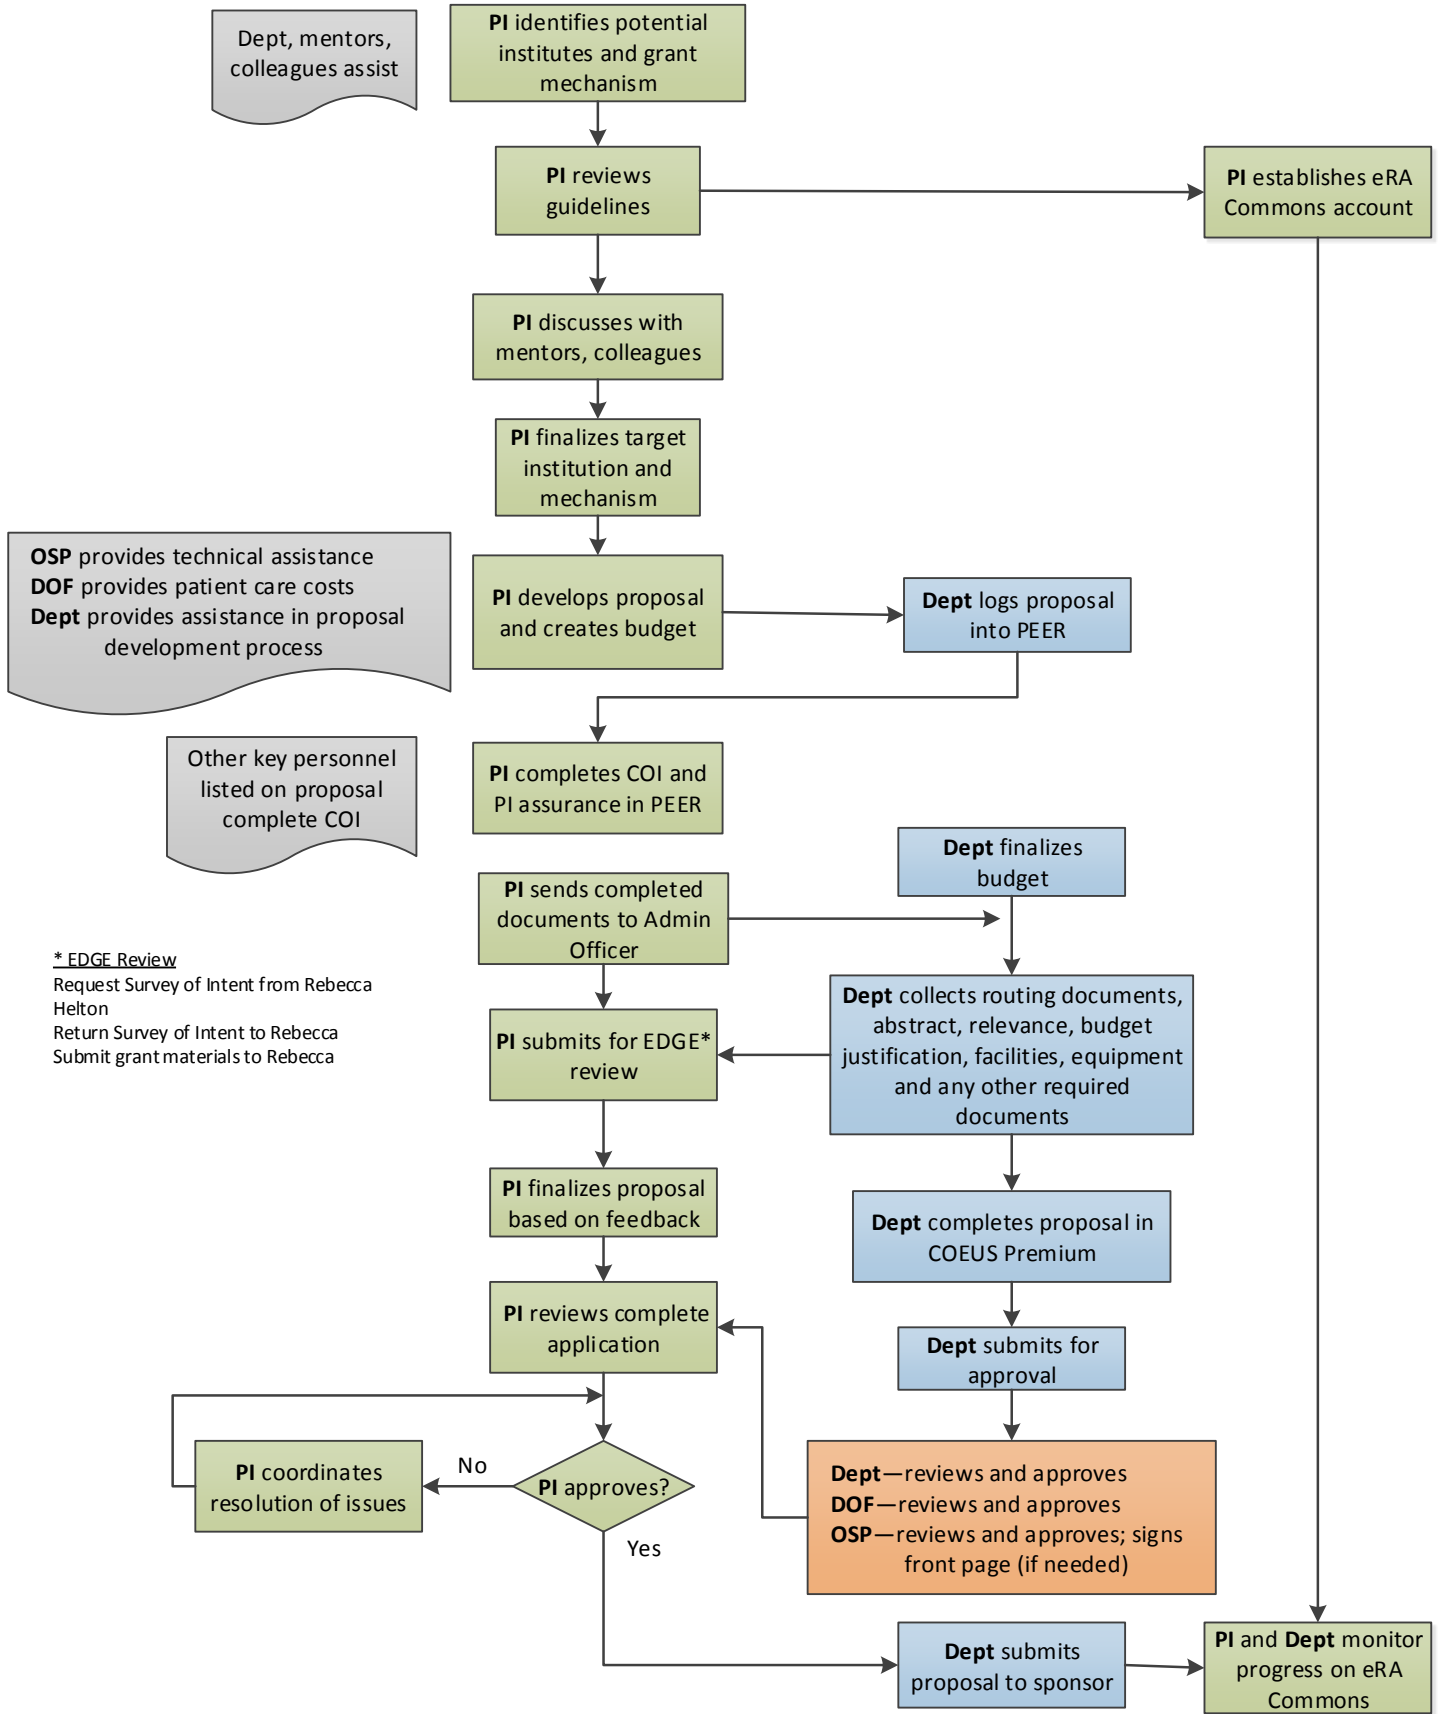 Dept, mentors,
colleagues assist
PI identifies potential
institutes and grant
mechanism
PI reviews
guidelines
PI establishes eRA
Commons account
PI discusses with
mentors, colleagues
PI finalizes target
institution and
mechanism
OSP provides technical assistance
DOF provides patient care costs
Dept provides assistance in proposal
development process
PI develops proposal
and creates budget
Dept logs proposal
into PEER
Other key personnel
listed on proposal
complete COI
PI completes COI and
PI assurance in PEER
Dept finalizes
budget
PI sends completed
documents to Admin
Officer
* EDGE Review
Request Survey of Intent from Rebecca
Helton
Return Survey of Intent to Rebecca
Submit grant materials to Rebecca
Dept collects routing documents,
abstract, relevance, budget
justification, facilities, equipment
and any other required
documents
PI submits for EDGE*
review
PI finalizes proposal
based on feedback
Dept completes proposal in
COEUS Premium
PI reviews complete
application
Dept submits for
approval
PI coordinates
resolution of issues
No
PI approves?
Yes
Dept—reviews and approves
DOF—reviews and approves
OSP—reviews and approves; signs
front page (if needed)
Dept submits
proposal to sponsor
PI and Dept monitor
progress on eRA
Commons